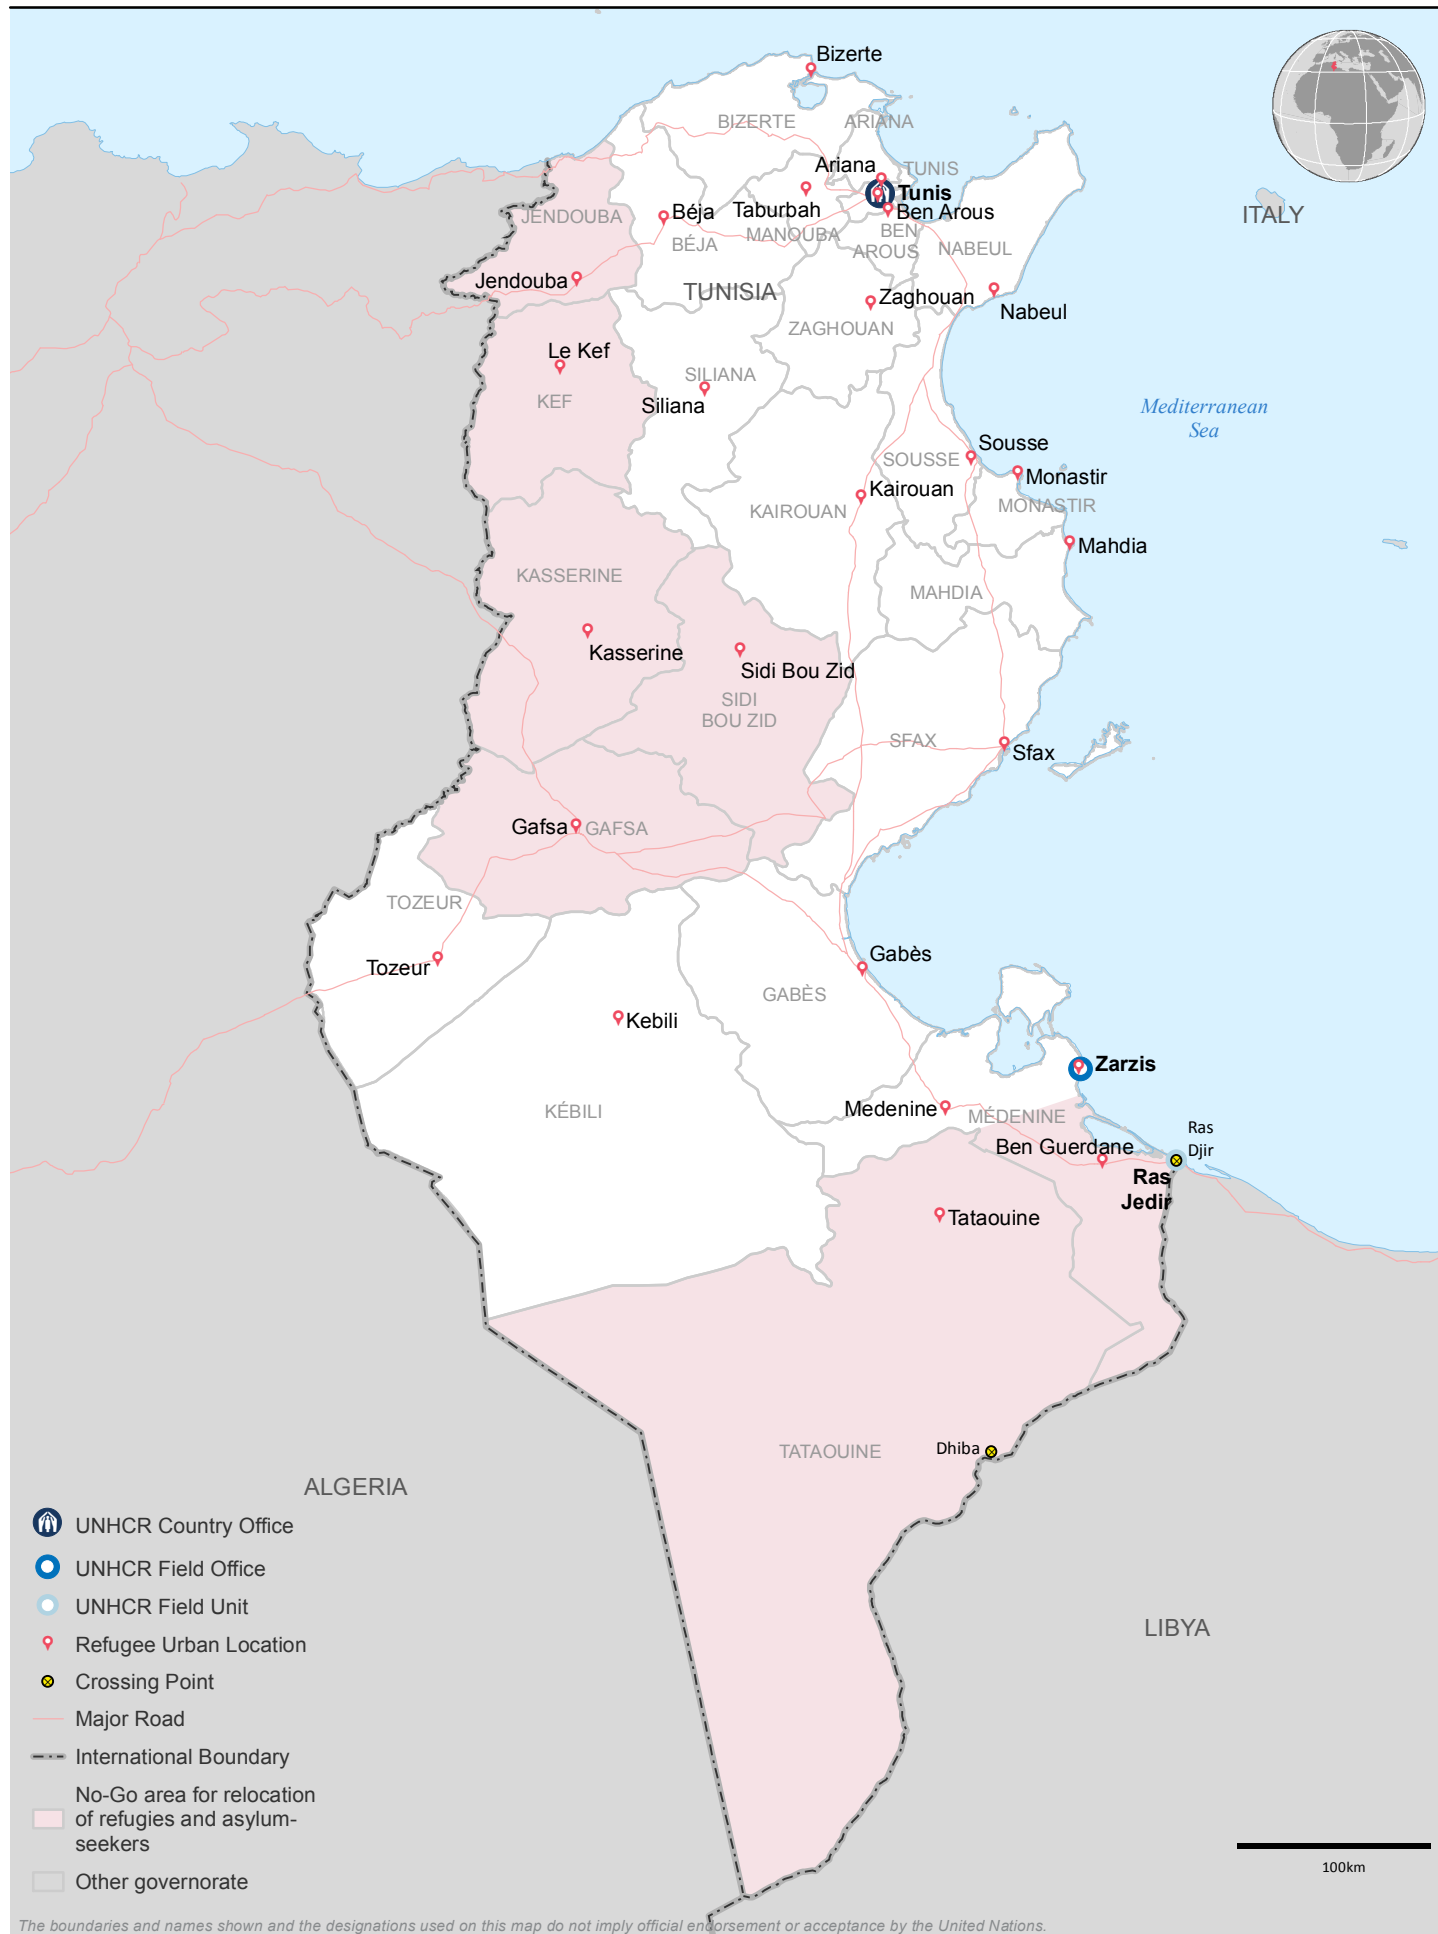 Bizerte
BIZERTE
ARIANA
Ariana
TUNIS
Tunis
Taburbah
Ben Arous
Béja
JENDOUBA
MANOUBA
BEN
AROUS
BÉJA
NABEUL
ITALY
Jendouba
TUNISIA
Zaghouan
Nabeul
ZAGHOUAN
Le Kef
SILIANA
KEF
Siliana
Mediterranean
Sea
Sousse
SOUSSE
Monastir
Kairouan
MONASTIR
KAIROUAN
Mahdia
KASSERINE
MAHDIA
Kasserine
Sidi Bou Zid
SIDI
BOU ZID
SFAX
Sfax
Gafsa
GAFSA
TOZEUR
Tozeur
Gabès
GABÈS
Kebili
Zarzis
KÉBILI
Medenine
MÉDENINE
Ben Guerdane
Ras
Djir
Ras
Jedir
Tataouine
TATAOUINE
Dhiba
ALGERIA
LIBYA
UNHCR Country Office
UNHCR Field Office
UNHCR Field Unit
Refugee Urban Location
Crossing Point
Major Road
International Boundary
No-Go area for relocation
of refugies and asylum-
seekers
Other governorate
100km
The boundaries and names shown and the designations used on this map do not imply official endorsement or acceptance by the United Nations.